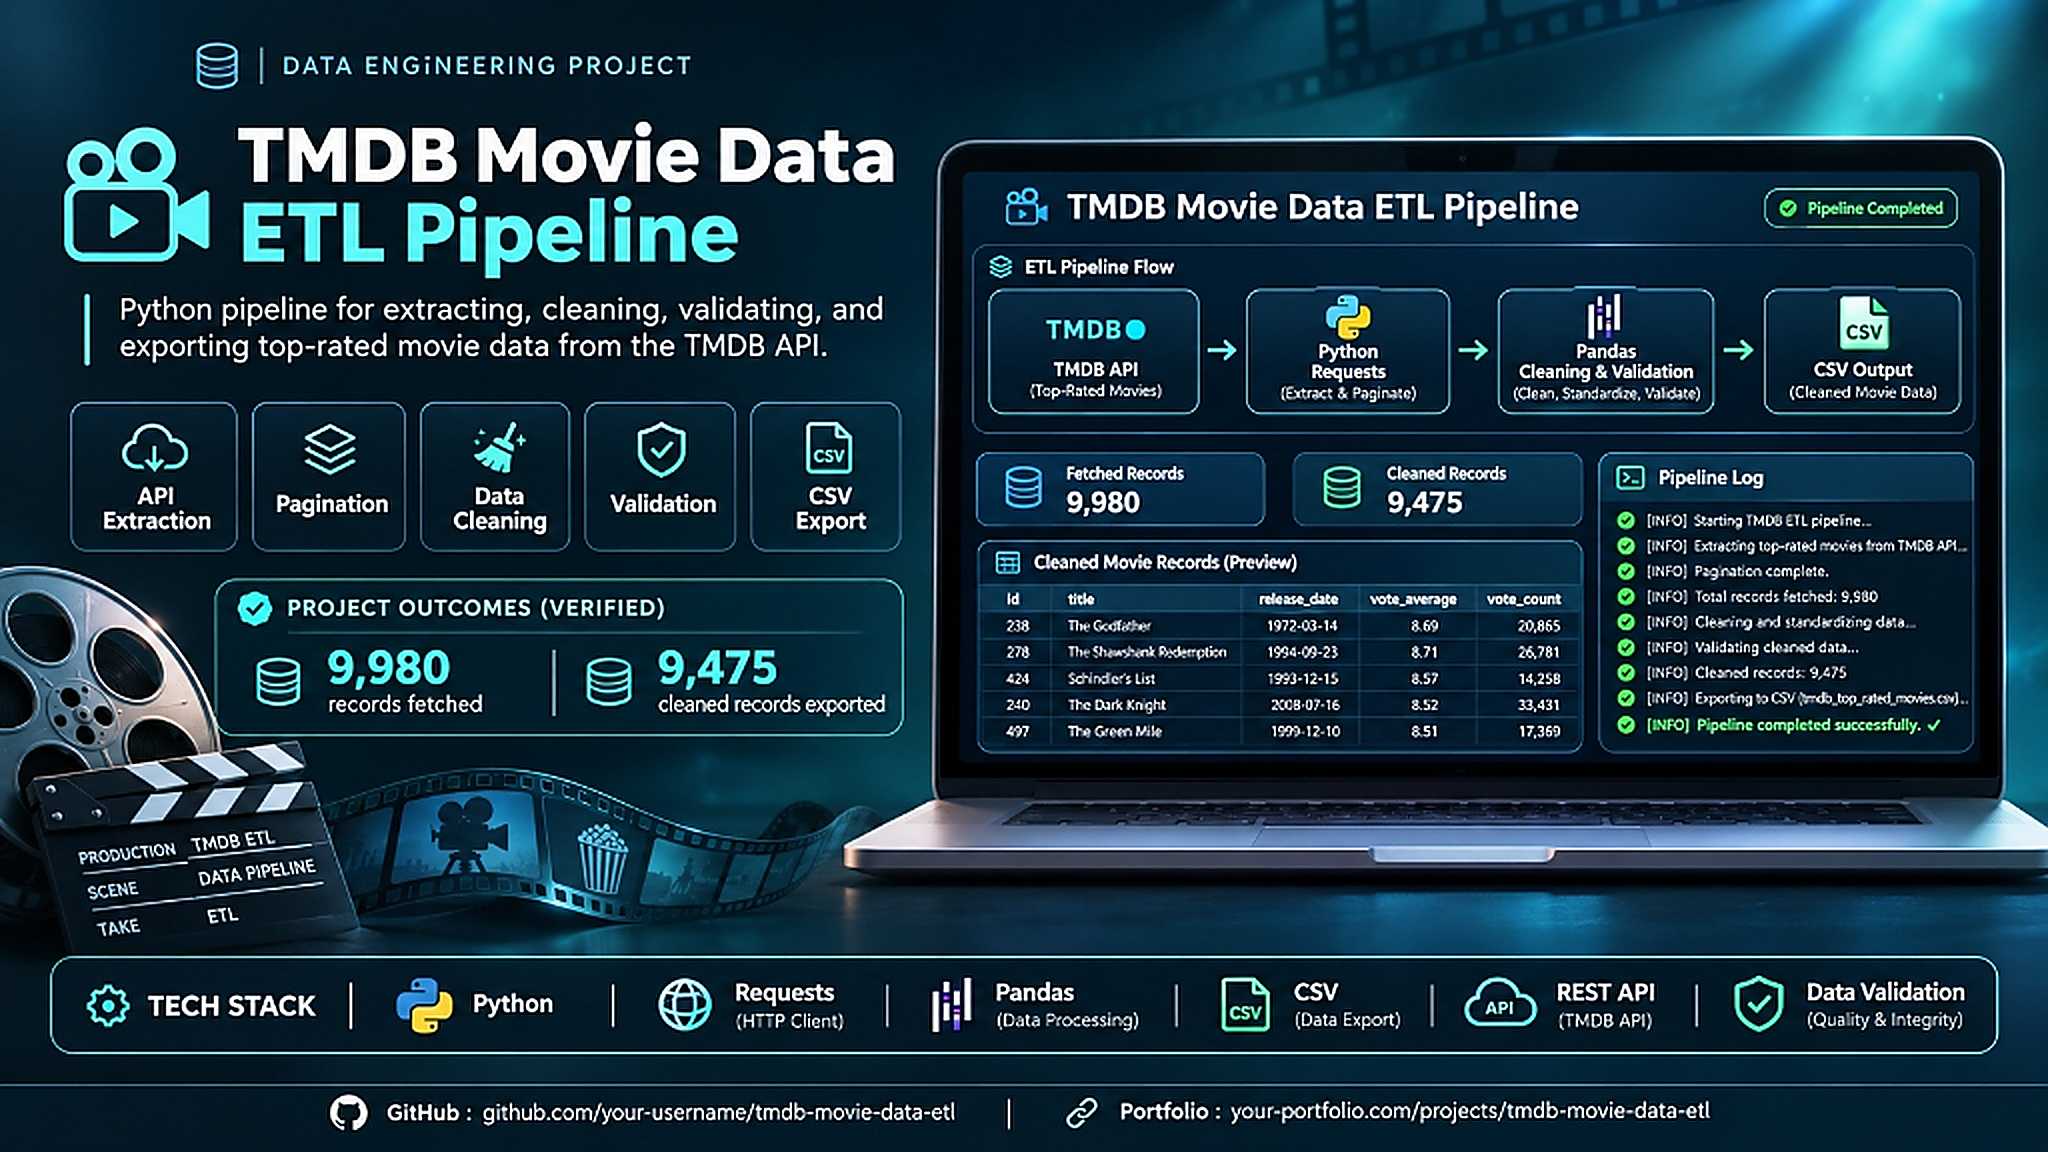 DATA ENGiNEERING PROJECT
TMDB Movie Data
ETL Pipeline
Python pipeline for extracting, cleaning, validating, and
exporting top-rated movie data from the TMDB API.
API
Extraction
Pagination
Data
Cleaning
Validation
CSV
CSV
Export
PROJECT OUTCOMES (VERIFIED)
9,980
records fetched
9,475
cleaned records exported
PRODUCTION TMDB ETL
SCENE DATA PIPELINE
TAKE ETL
TMDB Movie Data ETL Pipeline
Pipeline Completed
ETL Pipeline Flow
TMDB
TMDB API
(Top-Rated Movies)
Python
Requests
(Extract & Paginate)
Pandas
Cleaning & Validation
(Clean, Standardize, Validate)
CSV
CSV Output
(Cleaned Movie Data)
Fetched Records
9,980
Cleaned Records
9,475
Cleaned Movie Records (Preview)
id title release_date vote_average vote_count
238 The Godfather 1972-03-14 8.69 20,865
278 The Shawshank Redemption 1994-09-23 8.71 26,781
424 Schindler's List 1993-12-15 8.57 14,258
240 The Dark Knight 2008-07-16 8.52 33,431
497 The Green Mile 1999-12-10 8.51 17,369
Pipeline Log
[INFO] Starting TMDB ETL pipeline...
[INFO] Extracting top-rated movies from TMDB API...
[INFO] Pagination complete.
[INFO] Total records fetched: 9,980
[INFO] Cleaning and standardizing data...
[INFO] Validating cleaned data...
[INFO] Cleaned records: 9,475
[INFO] Exporting to CSV (tmdb_top_rated_movies.csv)...
[INFO] Pipeline completed successfully. ✓
TECH STACK
Python
Requests
(HTTP Client)
Pandas
(Data Processing)
CSV
CSV
(Data Export)
API
REST API
(TMDB API)
Data Validation
(Quality & Integrity)
GitHub : github.com/your-username/tmdb-movie-data-etl
Portfolio : your-portfolio.com/projects/tmdb-movie-data-etl